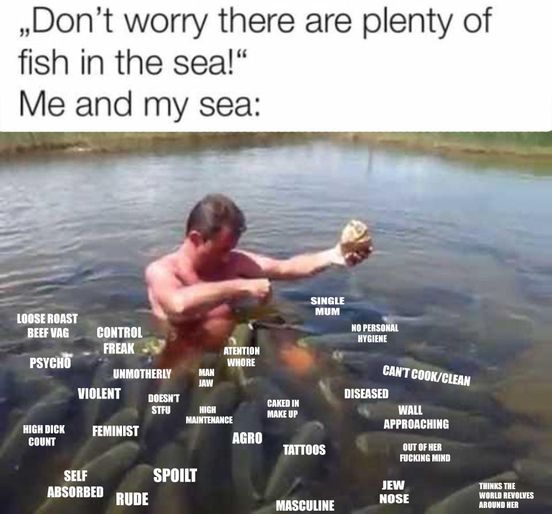 „Don't worry there are plenty of
fish in the sea!“
Me and my sea:
SINGLE
MUM
LOOSE ROAST
BEEF VAG
CONTROL
FREAK
NO PERSONAL
HYGIENE
ATENTION
WHORE
PSYCHO
UNMOTHERLY
MAN
JAW
CAN'T COOK/CLEAN
VIOLENT
DOESN'T
STFU
HIGH
MAINTENANCE
CAKED IN
MAKE UP
DISEASED
WALL
APPROACHING
HIGH DICK
COUNT
FEMINIST
AGRO
TATTOOS
OUT OF HER
FUCKING MIND
SELF
ABSORBED
RUDE
SPOILT
MASCULINE
JEW
NOSE
THINKS THE
WORLD REVOLVES
AROUND HER